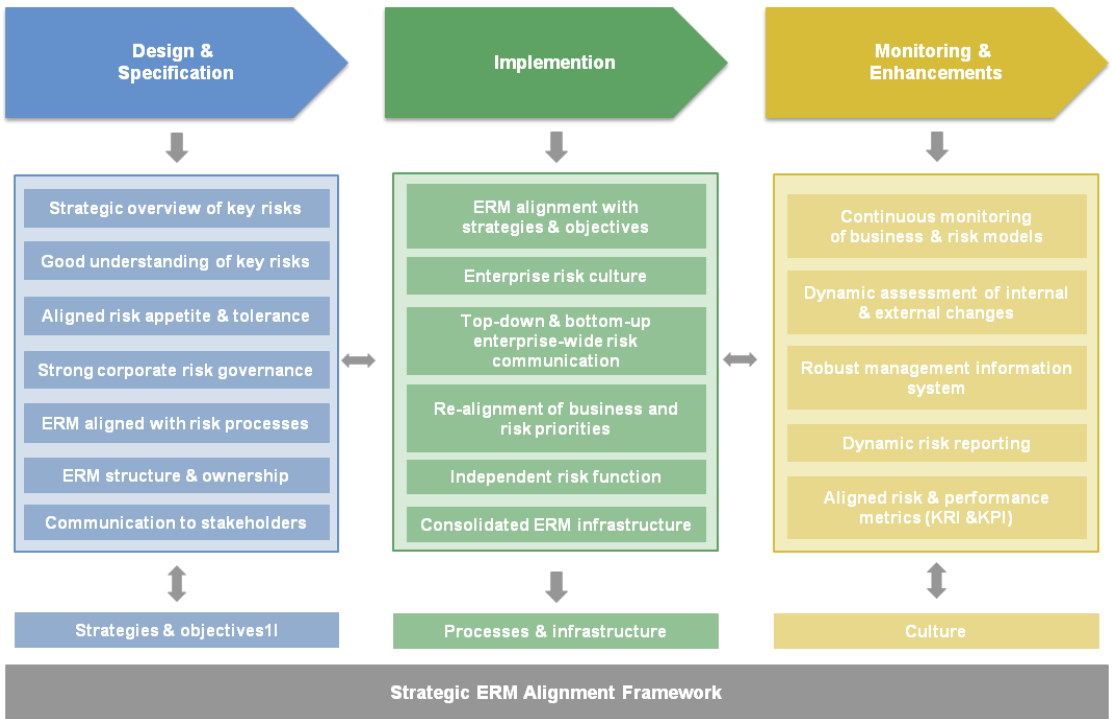 Design &
Specification
Implemention
Monitoring &
Enhancements
Strategic overview of key risks
Good understanding of key risks
Aligned risk appetite & tolerance
Strong corporate risk governance
ERM aligned with risk processes
ERM structure & ownership
Communication to stakeholders
ERM alignment with
strategies & objectives
Enterprise risk culture
Top-down & bottom-up
enterprise-wide risk
communication
Re-alignment of business and
risk priorities
Independent risk function
Consolidated ERM infrastructure
Continuous monitoring
of business & risk models
Dynamic assessment of internal
& external changes
Robust management information
system
Dynamic risk reporting
Aligned risk & performance
metrics (KRI &KPI)
Strategies & objectives1l
Processes & infrastructure
Culture
Strategic ERM Alignment Framework